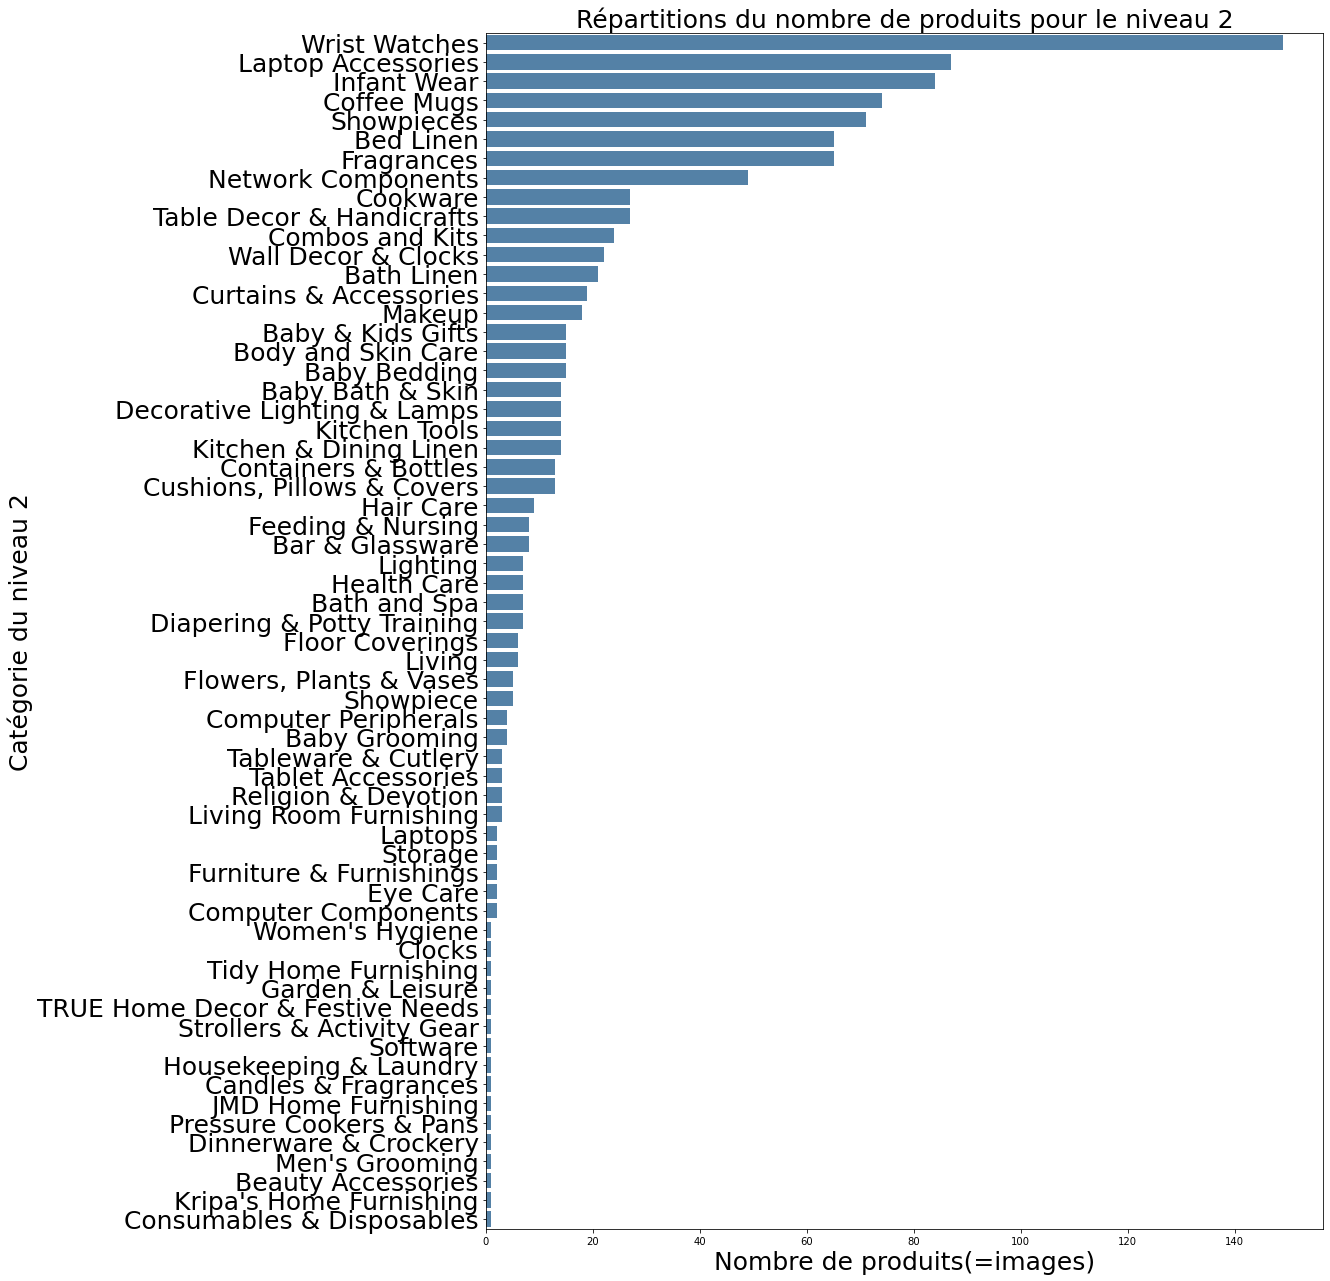 Répartitions du nombre de produits pour le niveau 2
Catégorie du niveau 2
Wrist Watches
Laptop Accessories
Infant Wear
Coffee Mugs
Showpieces
Bed Linen
Fragrances
Network Components
Cookware
Table Decor & Handicrafts
Combos and Kits
Wall Decor & Clocks
Bath Linen
Curtains & Accessories
Makeup
Baby & Kids Gifts
Body and Skin Care
Baby Bedding
Baby Bath & Skin
Decorative Lighting & Lamps
Kitchen Tools
Kitchen & Dining Linen
Containers & Bottles
Cushions, Pillows & Covers
Hair Care
Feeding & Nursing
Bar & Glassware
Lighting
Health Care
Bath and Spa
Diapering & Potty Training
Floor Coverings
Living
Flowers, Plants & Vases
Showpiece
Computer Peripherals
Baby Grooming
Tableware & Cutlery
Tablet Accessories
Religion & Devotion
Living Room Furnishing
Laptops
Storage
Furniture & Furnishings
Eye Care
Computer Components
Women's Hygiene
Clocks
Tidy Home Furnishing
Garden & Leisure
TRUE Home Decor & Festive Needs
Strollers & Activity Gear
Software
Housekeeping & Laundry
Candles & Fragrances
JMD Home Furnishing
Pressure Cookers & Pans
Dinnerware & Crockery
Men's Grooming
Beauty Accessories
Kripa's Home Furnishing
Consumables & Disposables
0 20 40 60 80 100 120 140
Nombre de produits(=images)